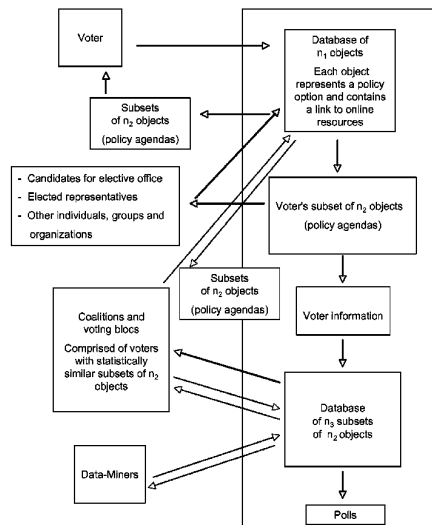 Voter
Database of
n1 objects
Each object
represents a policy
option and contains
a link to online
resources
Subsets
of n2 objects
(policy agendas)
- Candidates for elective office
- Elected representatives
- Other individuals, groups and
organizations
Voter's subset of n2 objects
(policy agendas)
Subsets
of n2 objects
(policy agendas)
Coalitions and
voting blocs
Comprised of voters
with statistically
similar subsets of n2
objects
Voter information
Database
of n3 subsets
of n2 objects
Data-Miners
Polls